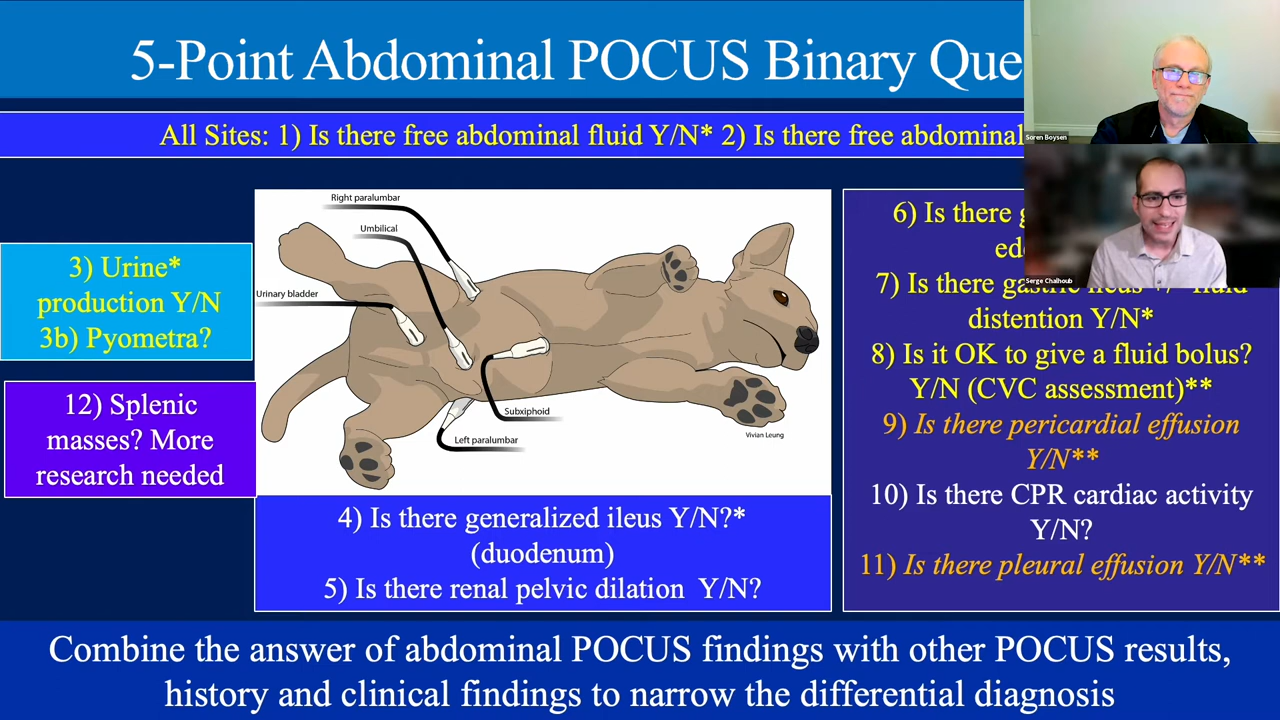 5-Point Abdominal POCUS Binary Que
All Sites: 1) Is there free abdominal fluid Y/N* 2) Is there free abdominal
Soren Boysen
Serge Chalhoub
3) Urine*
production Y/N
3b) Pyometra?
12) Splenic
masses? More
research needed
Right paralumbar
Umbilical
Urinary bladder
Subxiphoid
Left paralumbar
Vivian Leung
4) Is there generalized ileus Y/N?*
(duodenum)
5) Is there renal pelvic dilation Y/N?
6) Is there
7) Is there gastric ileus +/- fluid
distention Y/N*
8) Is it OK to give a fluid bolus?
Y/N (CVC assessment)**
9) Is there pericardial effusion
Y/N**
10) Is there CPR cardiac activity
Y/N?
11) Is there pleural effusion Y/N**
Combine the answer of abdominal POCUS findings with other POCUS results,
history and clinical findings to narrow the differential diagnosis